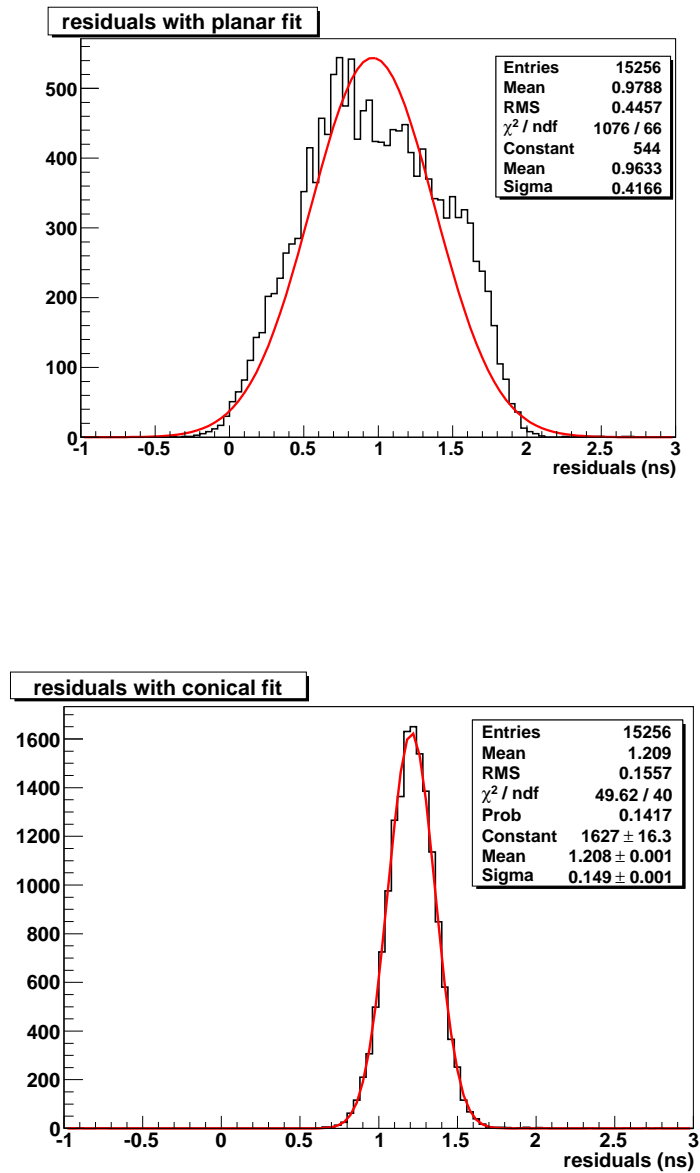 residuals with planar fit
Entries 15256
Mean 0.9788
RMS 0.4457
χ² / ndf 1076 / 66
Constant 544
Mean 0.9633
Sigma 0.4166
500
400
300
200
100
0
-1 -0.5 0 0.5 1 1.5 2 2.5 3
residuals (ns)
residuals with conical fit
Entries 15256
Mean 1.209
RMS 0.1557
χ² / ndf 49.62 / 40
Prob 0.1417
Constant 1627 ± 16.3
Mean 1.208 ± 0.001
Sigma 0.149 ± 0.001
1600
1400
1200
1000
800
600
400
200
0
-1 -0.5 0 0.5 1 1.5 2 2.5 3
residuals (ns)